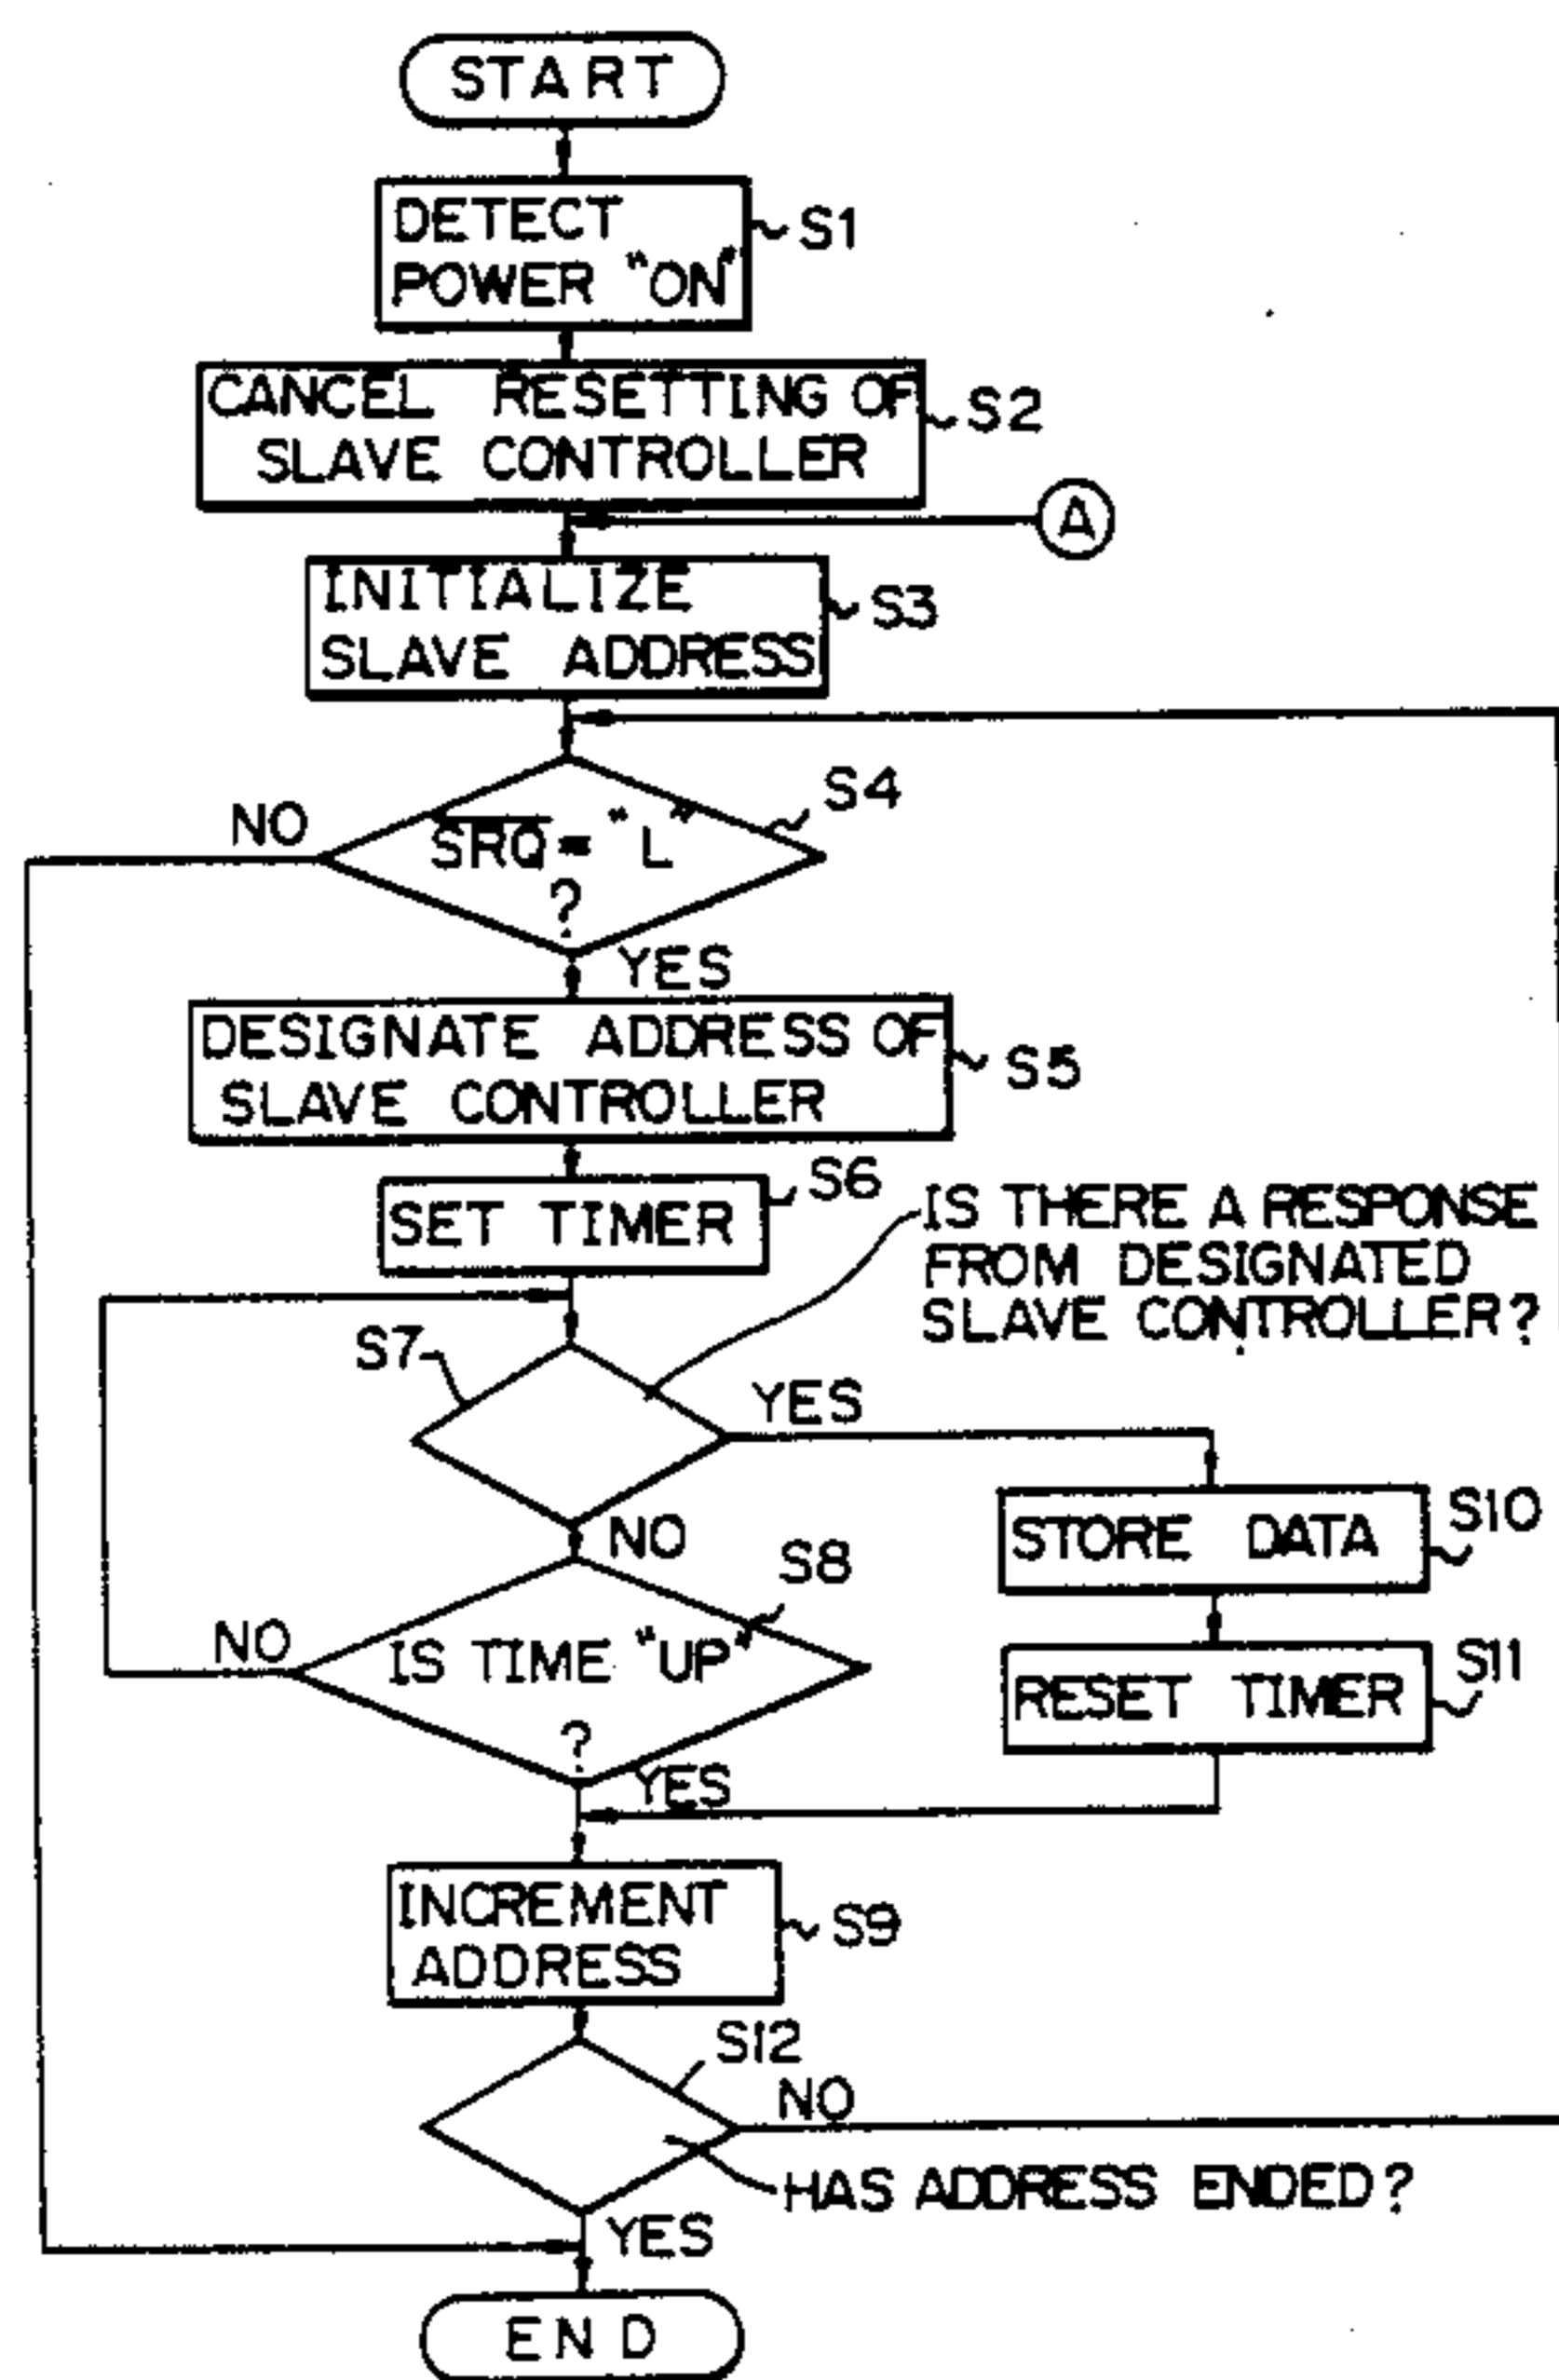 START
DETECT
POWER "ON"
S1
CANCEL RESETTING OF
SLAVE CONTROLLER
S2
A
INITIALIZE
SLAVE ADDRESS
S3
S4
NO
S̅R̅Q̅ = "L"
?
YES
DESIGNATE ADDRESS OF
SLAVE CONTROLLER
S5
S6
SET TIMER
IS THERE A RESPONSE
FROM DESIGNATED
SLAVE CONTROLLER?
S7
YES
NO
STORE DATA
S10
S8
NO
IS TIME "UP"
?
YES
RESET TIMER
S11
INCREMENT
ADDRESS
S9
S12
NO
HAS ADDRESS ENDED?
YES
END